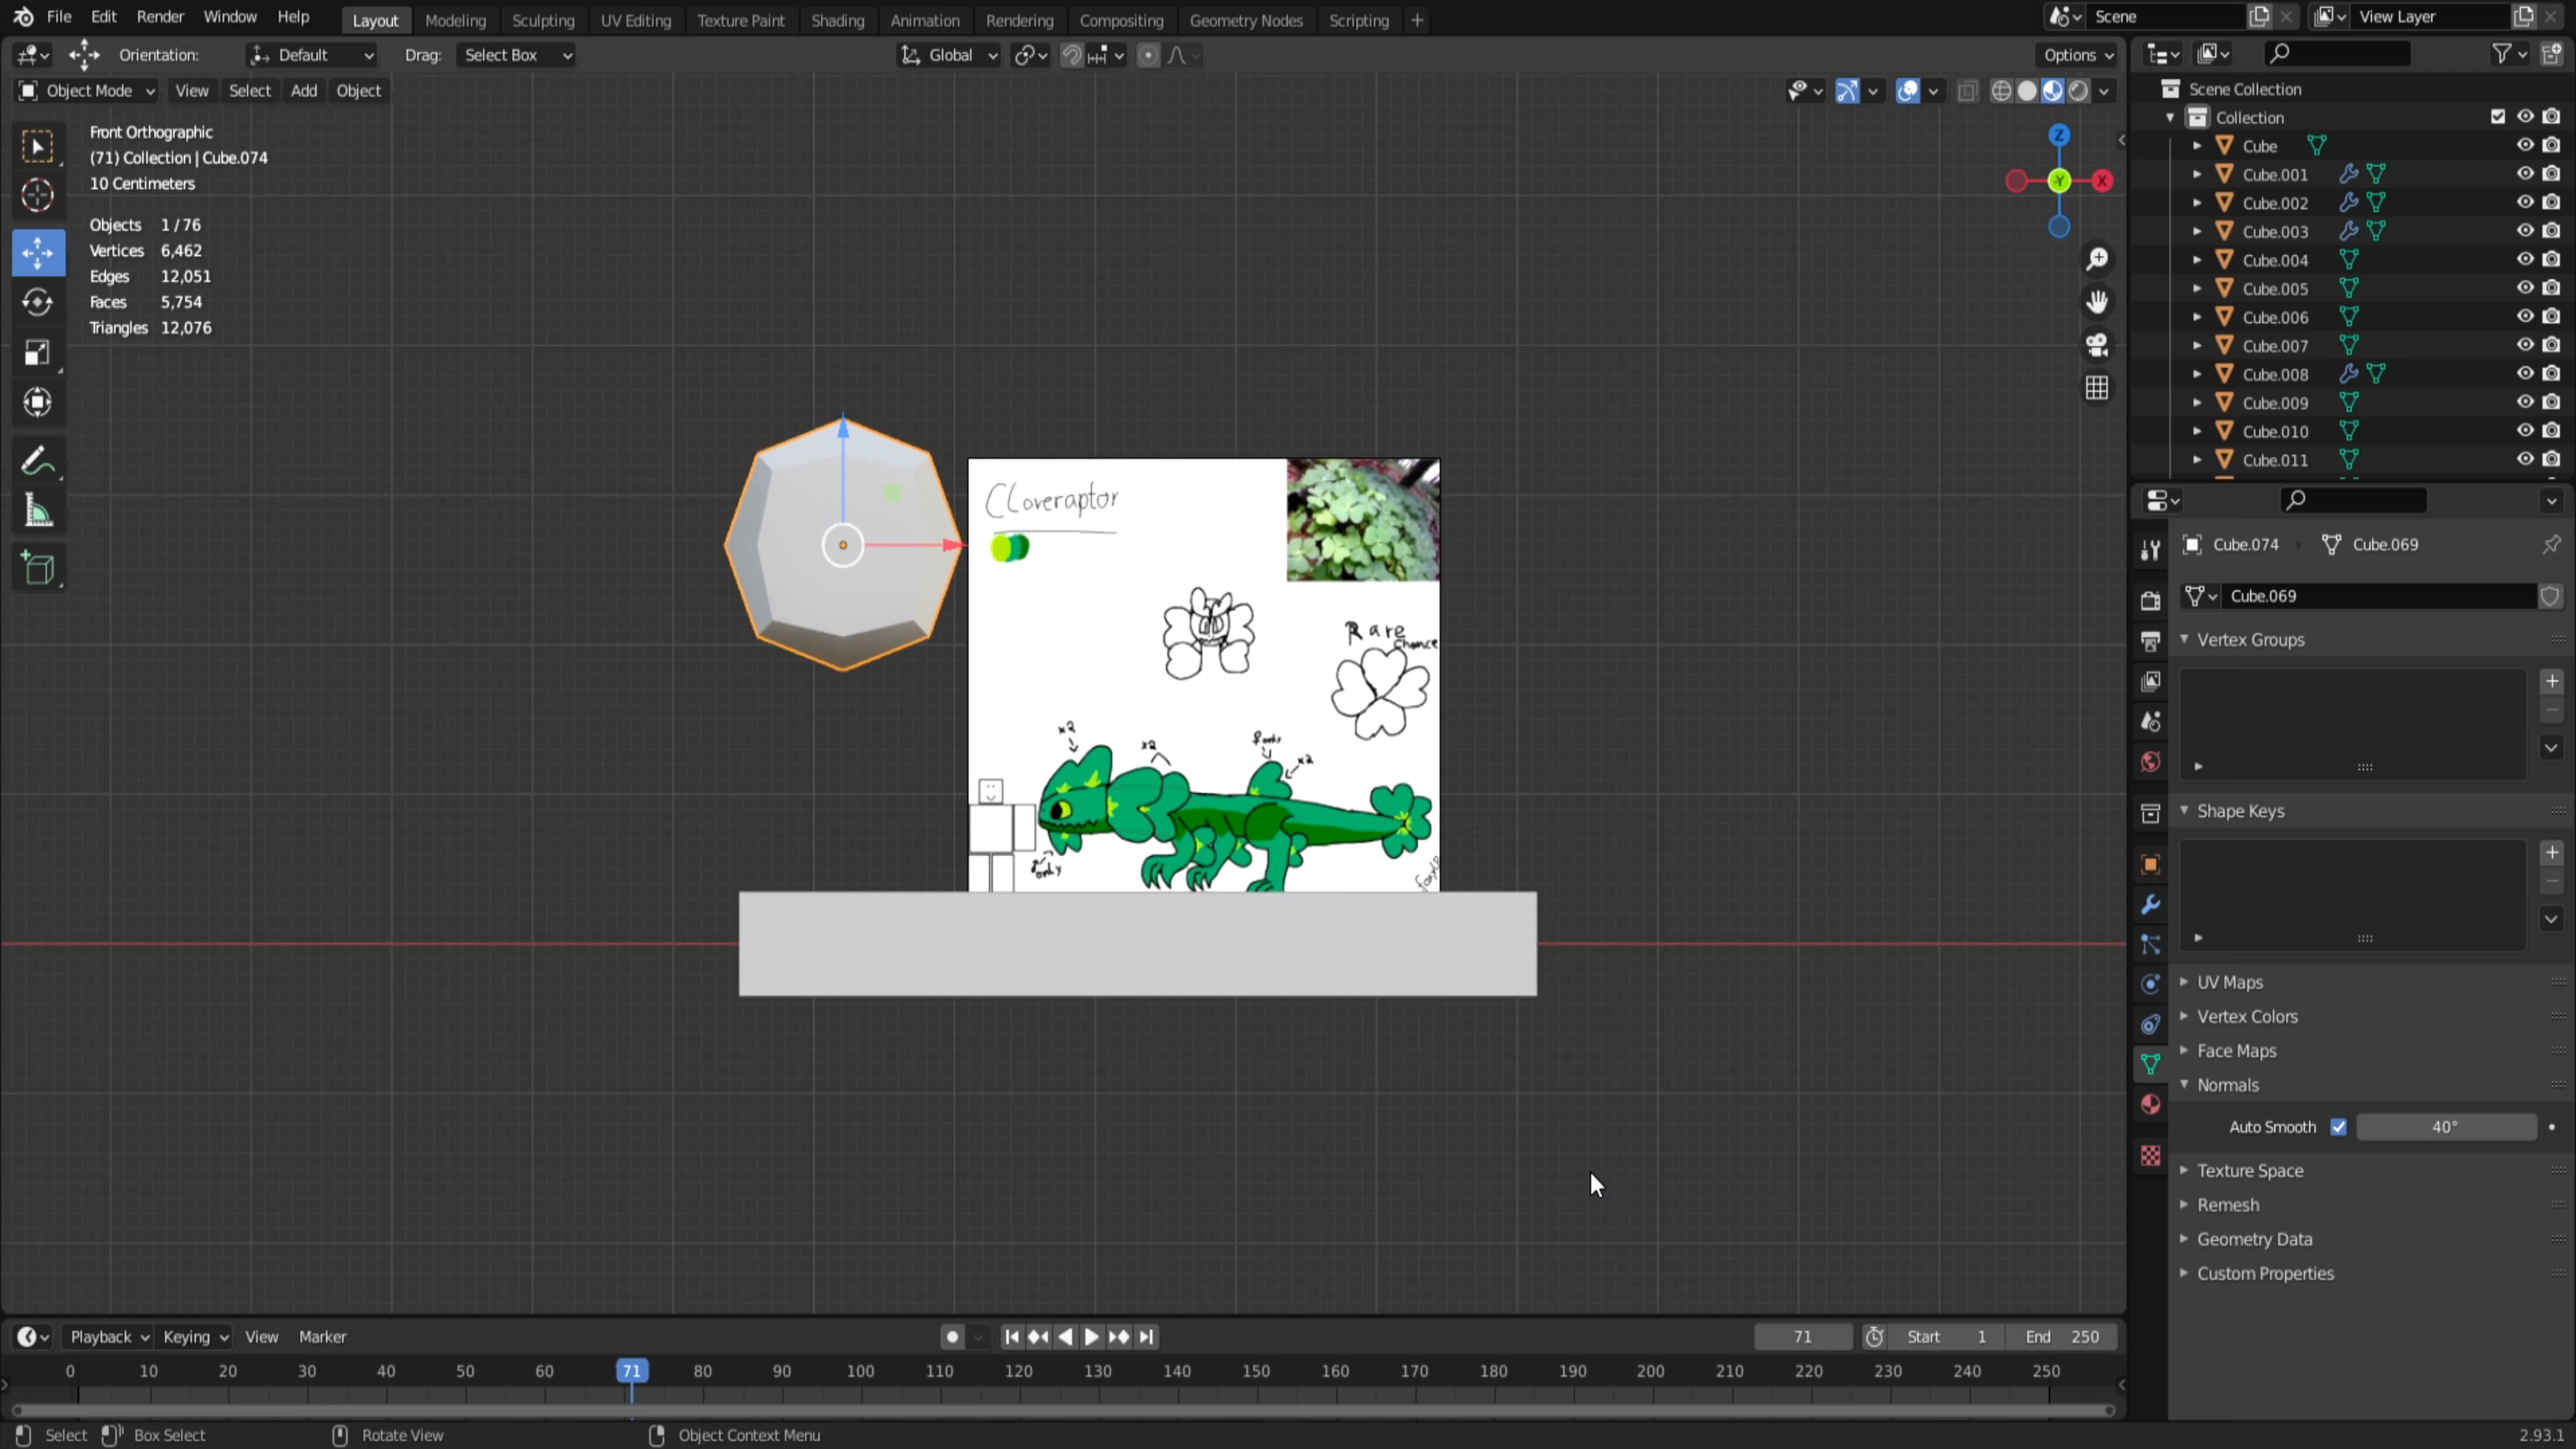 File Edit Render Window Help Layout Modeling Sculpting UV Editing Texture Paint Shading Animation Rendering Compositing Geometry Nodes Scripting + Scene View Layer
Orientation: Default Drag: Select Box Global Options
Object Mode View Select Add Object
Front Orthographic
(71) Collection | Cube.074
10 Centimeters
Objects 1 / 76
Vertices 6,462
Edges 12,051
Faces 5,754
Triangles 12,076
Z
Y
X
Cloveraptor
Rare
Chance
x2
x2
x2
only
Scene Collection
Collection
Cube
Cube.001
Cube.002
Cube.003
Cube.004
Cube.005
Cube.006
Cube.007
Cube.008
Cube.009
Cube.010
Cube.011
Cube.074 Cube.069
Cube.069
Vertex Groups
Shape Keys
UV Maps
Vertex Colors
Face Maps
Normals
Auto Smooth 40°
Texture Space
Remesh
Geometry Data
Custom Properties
Playback Keying View Marker 71 Start 1 End 250
0 10 20 30 40 50 60 71 80 90 100 110 120 130 140 150 160 170 180 190 200 210 220 230 240 250
Select Box Select Rotate View Object Context Menu 2.93.1